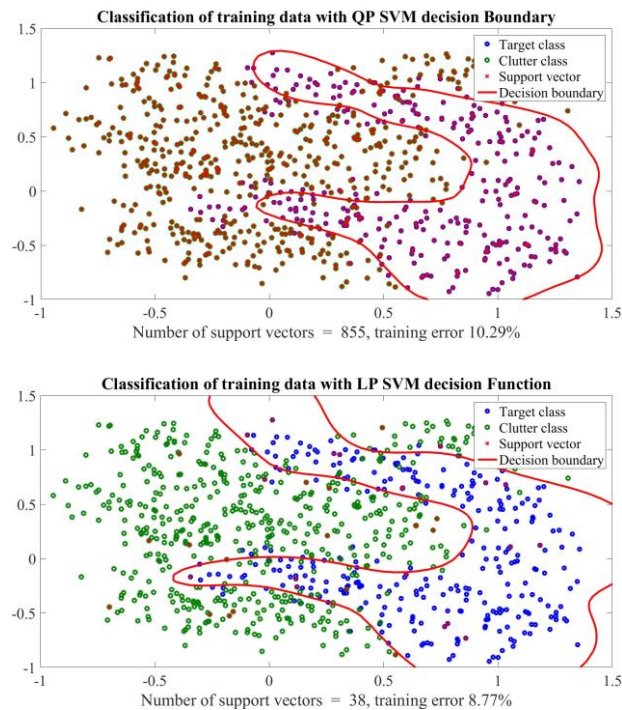 Classification of training data with QP SVM decision Boundary
1.5
1
0.5
0
-0.5
-1
-1
-0.5
0
0.5
1
1.5
Target class
Clutter class
Support vector
Decision boundary
Number of support vectors = 855, training error 10.29%
Classification of training data with LP SVM decision Function
1.5
1
0.5
0
-0.5
-1
-1
-0.5
0
0.5
1
1.5
Target class
Clutter class
Support vector
Decision boundary
Number of support vectors = 38, training error 8.77%